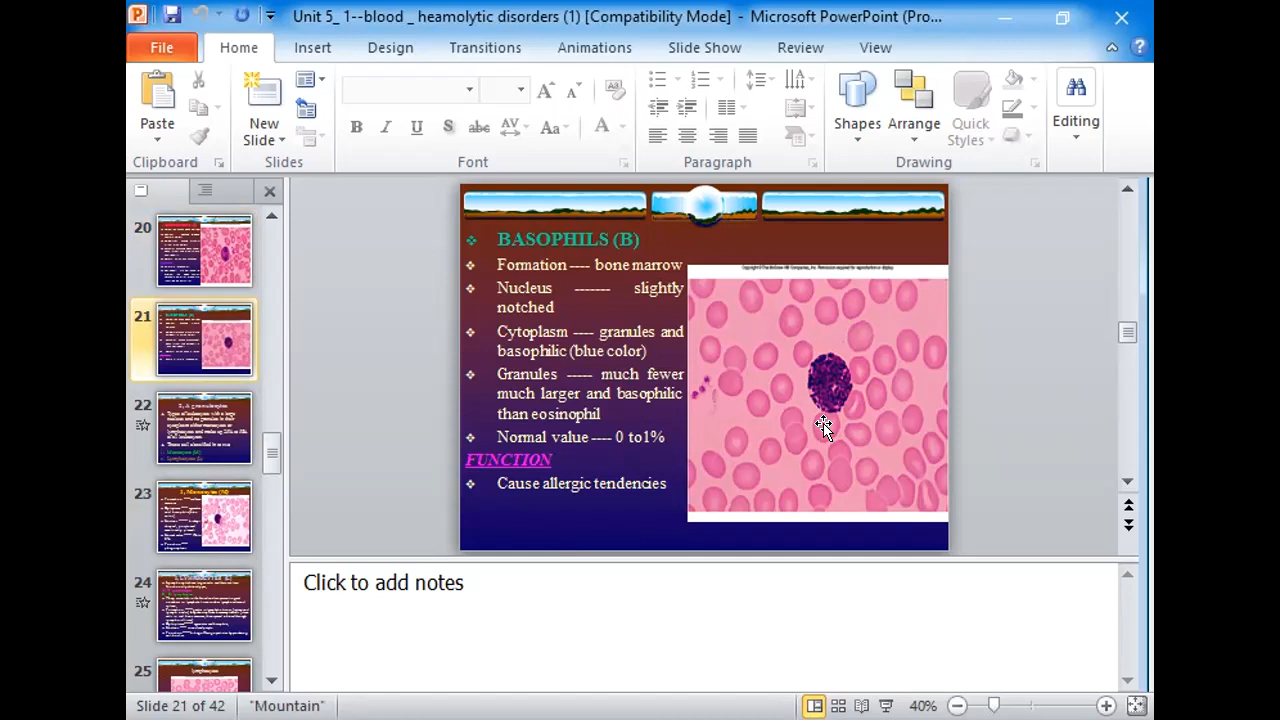 Unit 5_ 1--blood _ heamolytic disorders (1) [Compatibility Mode] - Microsoft PowerPoint (Pro...
File Home Insert Design Transitions Animations Slide Show Review View
Paste New Slide Shapes Arrange Quick Styles Editing
Clipboard Slides Font Paragraph Drawing
20
21
22
23
24
25
BASOPHILS (B)
Formation ---- bone marrow
Nucleus ------- slightly
notched
Cytoplasm ---- granules and
basophilic (blue color)
Granules ----- much fewer
much larger and basophilic
than eosinophil
Normal value ---- 0 to1%
FUNCTION
Cause allergic tendencies
Click to add notes
Slide 21 of 42 "Mountain" 40%